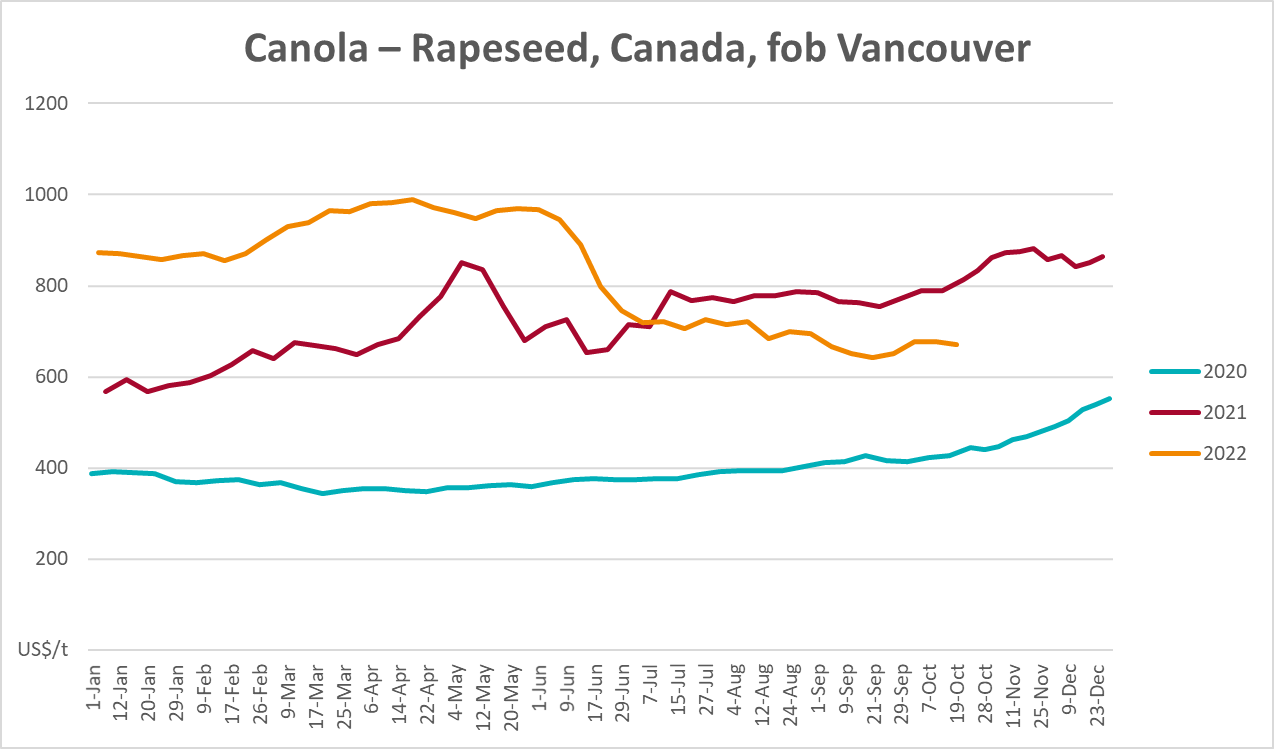 Canola – Rapeseed, Canada, fob Vancouver
1200
1000
800
600
400
200
US$/t
1-Jan
12-Jan
20-Jan
29-Jan
9-Feb
17-Feb
26-Feb
9-Mar
17-Mar
25-Mar
6-Apr
14-Apr
22-Apr
4-May
12-May
20-May
1-Jun
9-Jun
17-Jun
29-Jun
7-Jul
15-Jul
27-Jul
4-Aug
12-Aug
24-Aug
1-Sep
9-Sep
21-Sep
29-Sep
7-Oct
19-Oct
28-Oct
11-Nov
25-Nov
9-Dec
23-Dec
2020
2021
2022